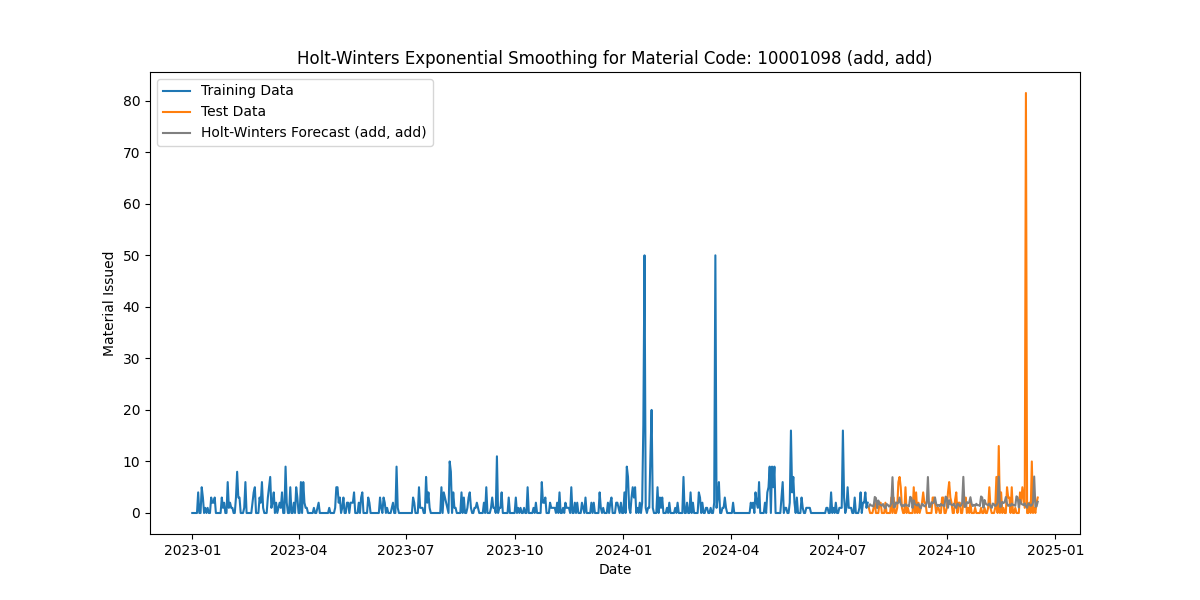 Holt-Winters Exponential Smoothing for Material Code: 10001098 (add, add)
Training Data
Test Data
Holt-Winters Forecast (add, add)
80
70
60
50
40
30
20
10
0
Material Issued
2023-01 2023-04 2023-07 2023-10 2024-01 2024-04 2024-07 2024-10 2025-01
Date